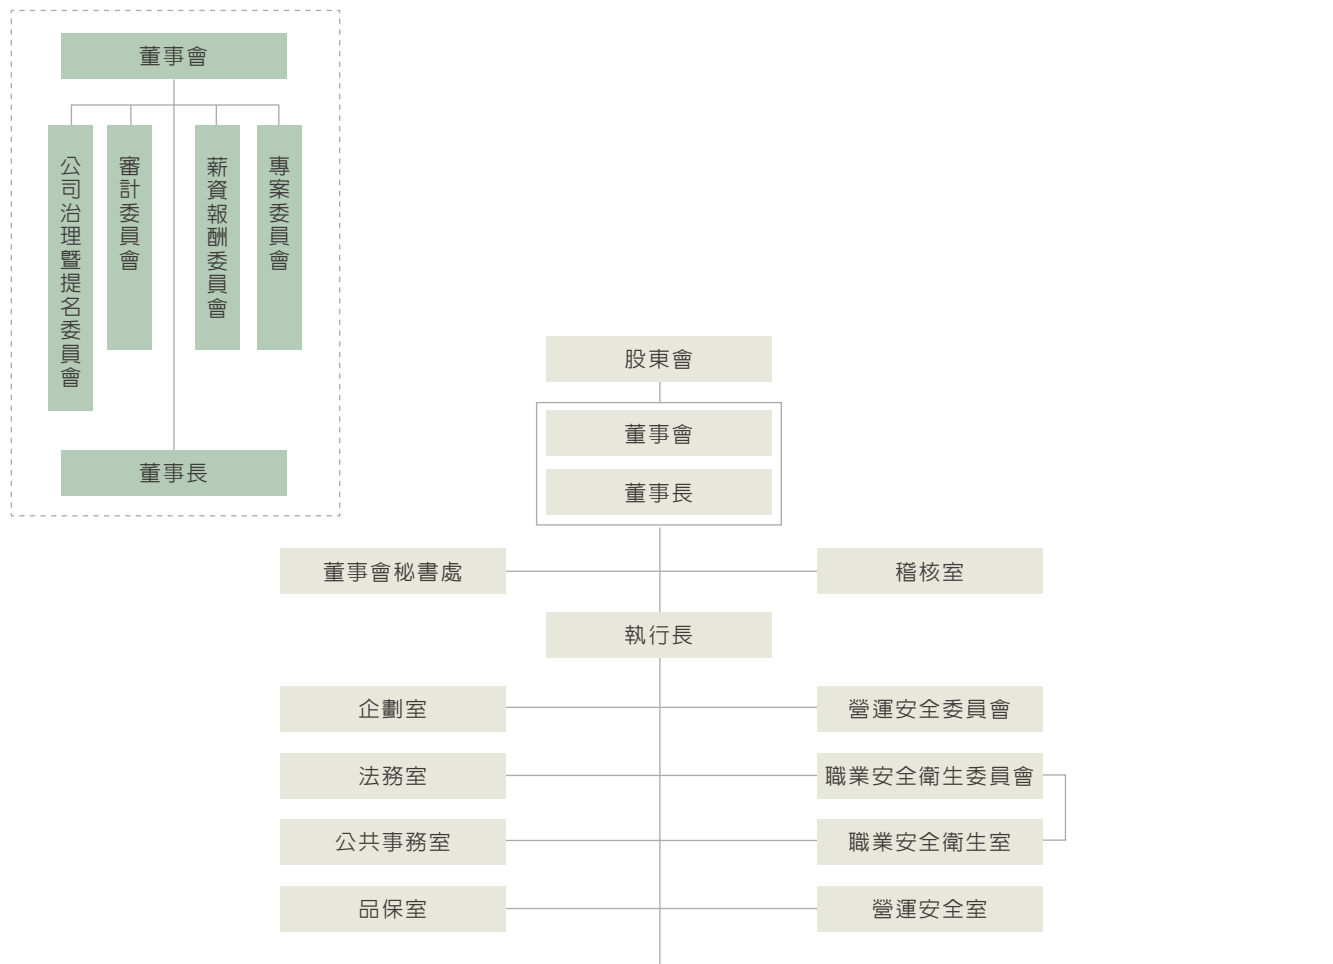 董事會
公司治理暨提名委員會
審計委員會
薪資報酬委員會
專案委員會
董事長
股東會
董事會
董事長
董事會秘書處
稽核室
執行長
企劃室
營運安全委員會
法務室
職業安全衛生委員會
公共事務室
職業安全衛生室
品保室
營運安全室